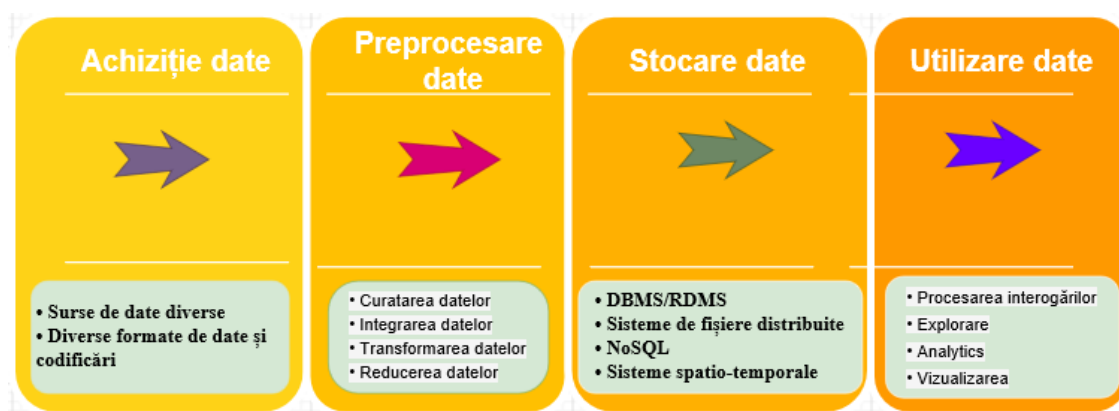 Achiziție date
• Surse de date diverse
• Diverse formate de date și
codificări
Preprocesare
date
• Curatarea datelor
• Integrarea datelor
• Transformarea datelor
• Reducerea datelor
Stocare date
• DBMS/RDMS
• Sisteme de fișiere distribuite
• NoSQL
• Sisteme spatio-temporale
Utilizare date
• Procesarea interogărilor
• Explorare
• Analytics
• Vizualizarea